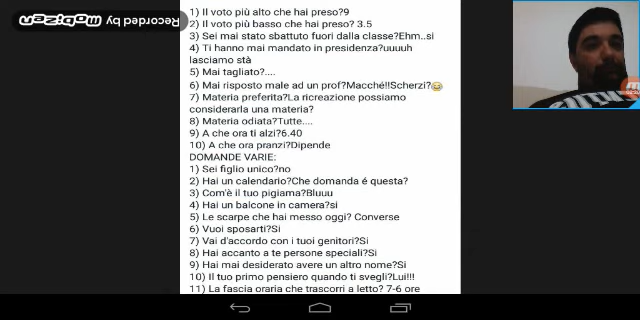 Recorded by
mobizen
1) Il voto più alto che hai preso?9
2) Il voto più basso che hai preso? 3.5
3) Sei mai stato sbattuto fuori dalla classe?Ehm..si
4) Ti hanno mai mandato in presidenza?uuuuh
lasciamo stà
5) Mai tagliato?....
6) Mai risposto male ad un prof?Macché!!Scherzi?😂
7) Materia preferita?La ricreazione possiamo
considerarla una materia?
8) Materia odiata?Tutte....
9) A che ora ti alzi?6.40
10) A che ora pranzi?Dipende
DOMANDE VARIE:
1) Sei figlio unico?no
2) Hai un calendario?Che domanda é questa?
3) Com'è il tuo pigiama?Bluuu
4) Hai un balcone in camera?si
5) Le scarpe che hai messo oggi? Converse
6) Vuoi sposarti?Si
7) Vai d'accordo con i tuoi genitori?Si
8) Hai accanto a te persone speciali?Si
9) Hai mai desiderato avere un altro nome?Si
10) Il tuo primo pensiero quando ti svegli?Lui!!!
11) La fascia oraria che trascorri a letto? 7-6 ore